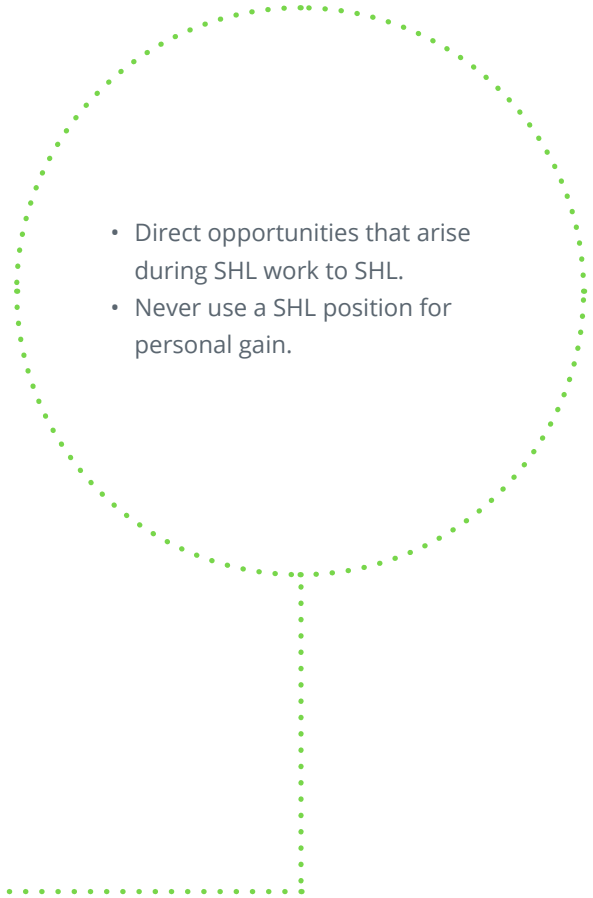 • Direct opportunities that arise
during SHL work to SHL.
• Never use a SHL position for
personal gain.